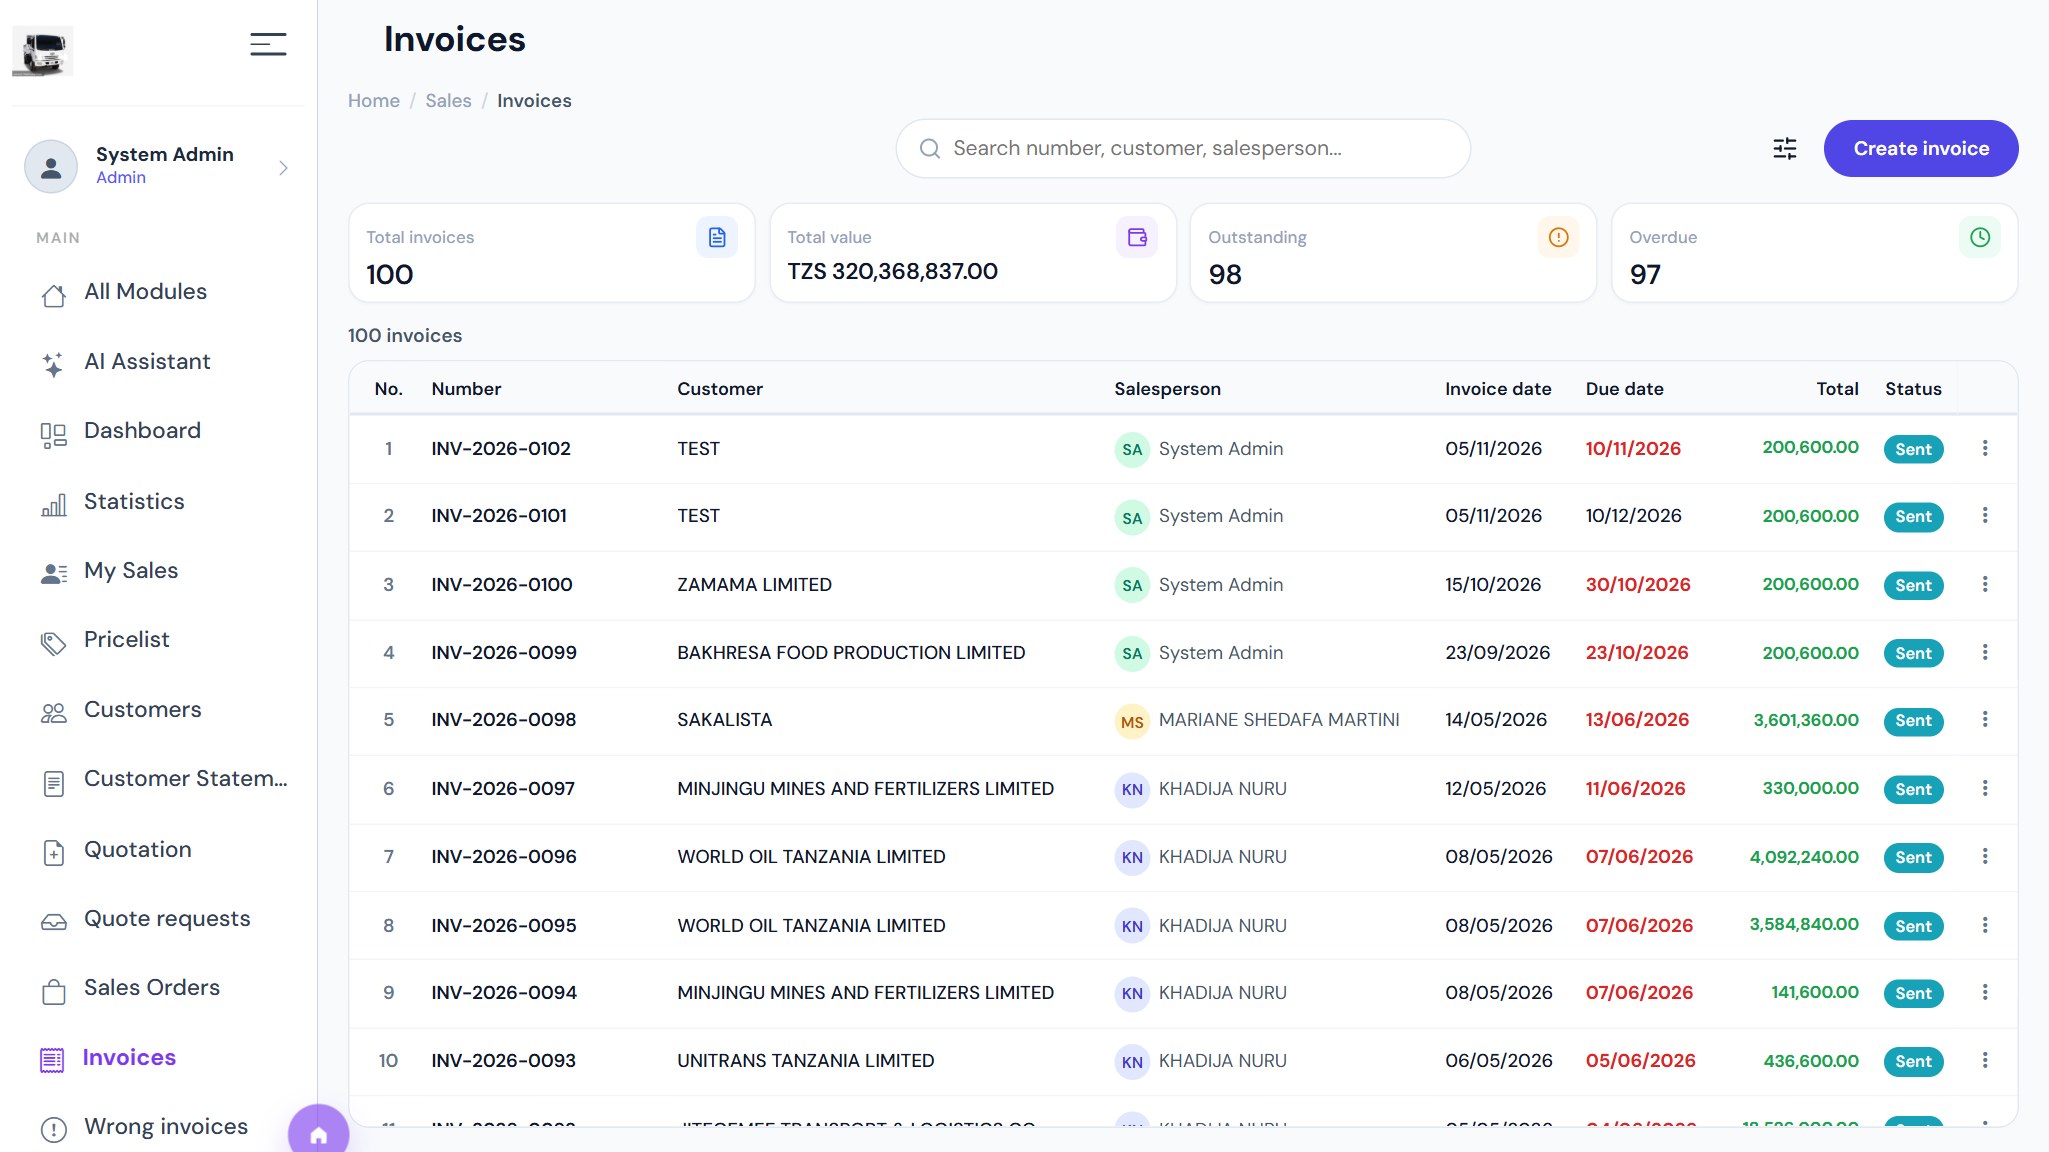 Invoices
Home / Sales / Invoices
Search number, customer, salesperson...
Create invoice
System Admin
Admin
MAIN
All Modules
AI Assistant
Dashboard
Statistics
My Sales
Pricelist
Customers
Customer Statem...
Quotation
Quote requests
Sales Orders
Invoices
Wrong invoices
Total invoices
100
Total value
TZS 320,368,837.00
Outstanding
98
Overdue
97
100 invoices
No. Number Customer Salesperson Invoice date Due date Total Status
1 INV-2026-0102 TEST SA System Admin 05/11/2026 10/11/2026 200,600.00 Sent
2 INV-2026-0101 TEST SA System Admin 05/11/2026 10/12/2026 200,600.00 Sent
3 INV-2026-0100 ZAMAMA LIMITED SA System Admin 15/10/2026 30/10/2026 200,600.00 Sent
4 INV-2026-0099 BAKHRESA FOOD PRODUCTION LIMITED SA System Admin 23/09/2026 23/10/2026 200,600.00 Sent
5 INV-2026-0098 SAKALISTA MS MARIANE SHEDAFA MARTINI 14/05/2026 13/06/2026 3,601,360.00 Sent
6 INV-2026-0097 MINJINGU MINES AND FERTILIZERS LIMITED KN KHADIJA NURU 12/05/2026 11/06/2026 330,000.00 Sent
7 INV-2026-0096 WORLD OIL TANZANIA LIMITED KN KHADIJA NURU 08/05/2026 07/06/2026 4,092,240.00 Sent
8 INV-2026-0095 WORLD OIL TANZANIA LIMITED KN KHADIJA NURU 08/05/2026 07/06/2026 3,584,840.00 Sent
9 INV-2026-0094 MINJINGU MINES AND FERTILIZERS LIMITED KN KHADIJA NURU 08/05/2026 07/06/2026 141,600.00 Sent
10 INV-2026-0093 UNITRANS TANZANIA LIMITED KN KHADIJA NURU 06/05/2026 05/06/2026 436,600.00 Sent